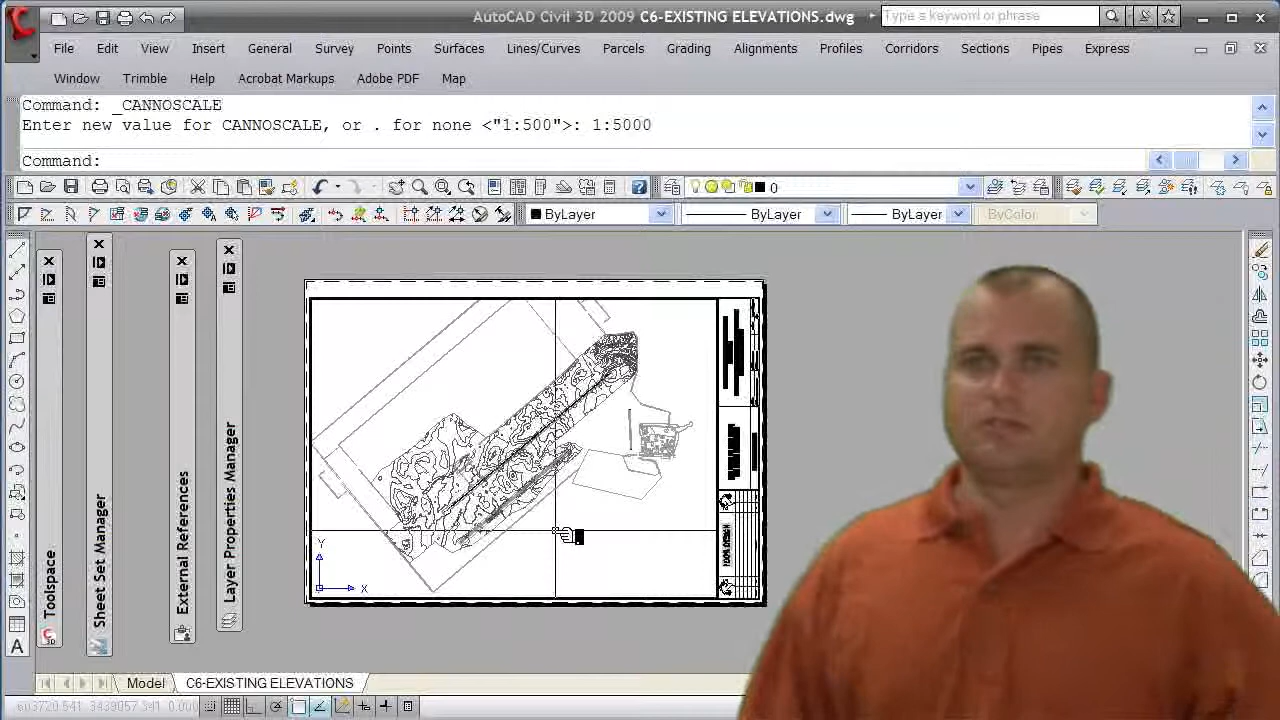 AutoCAD Civil 3D 2009 C6-EXISTING ELEVATIONS.dwg
Type a keyword or phrase
File Edit View Insert General Survey Points Surfaces Lines/Curves Parcels Grading Alignments Profiles Corridors Sections Pipes Express
Window Trimble Help Acrobat Markups Adobe PDF Map
Command: _CANNOSCALE
Enter new value for CANNOSCALE, or . for none <"1:500">: 1:5000
Command:
0
ByLayer ByLayer ByLayer ByColor
Toolspace
Sheet Set Manager
External References
Layer Properties Manager
Y
X
Model C6-EXISTING ELEVATIONS